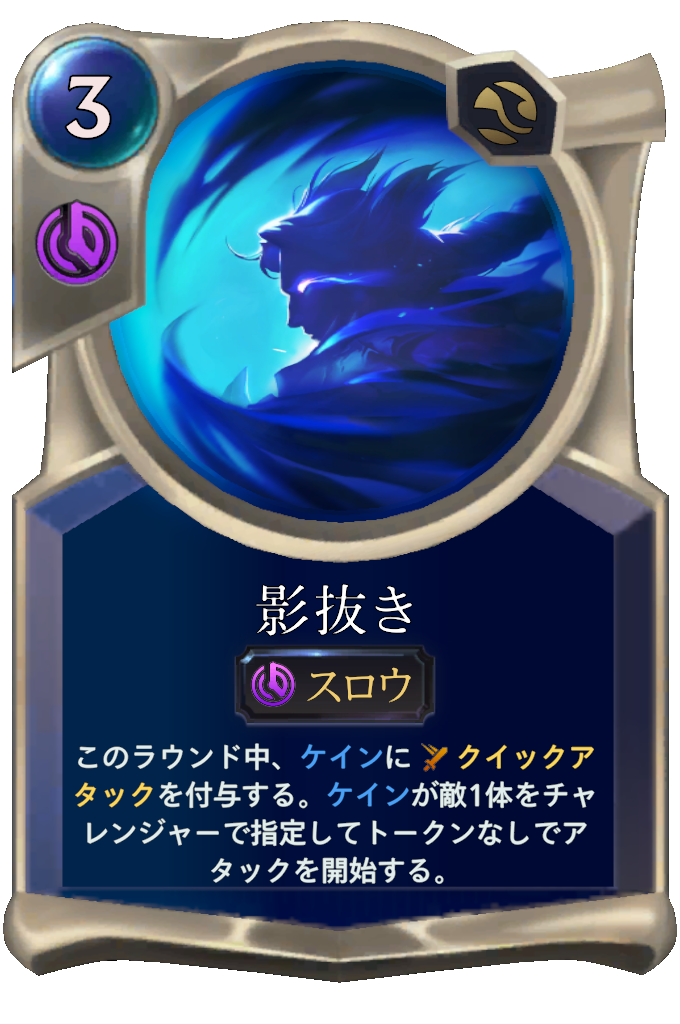 3
影抜き
スロウ
このラウンド中、ケインに クイックア
タックを付与する。ケインが敵1体をチャ
レンジャーで指定してトークンなしでア
タックを開始する。